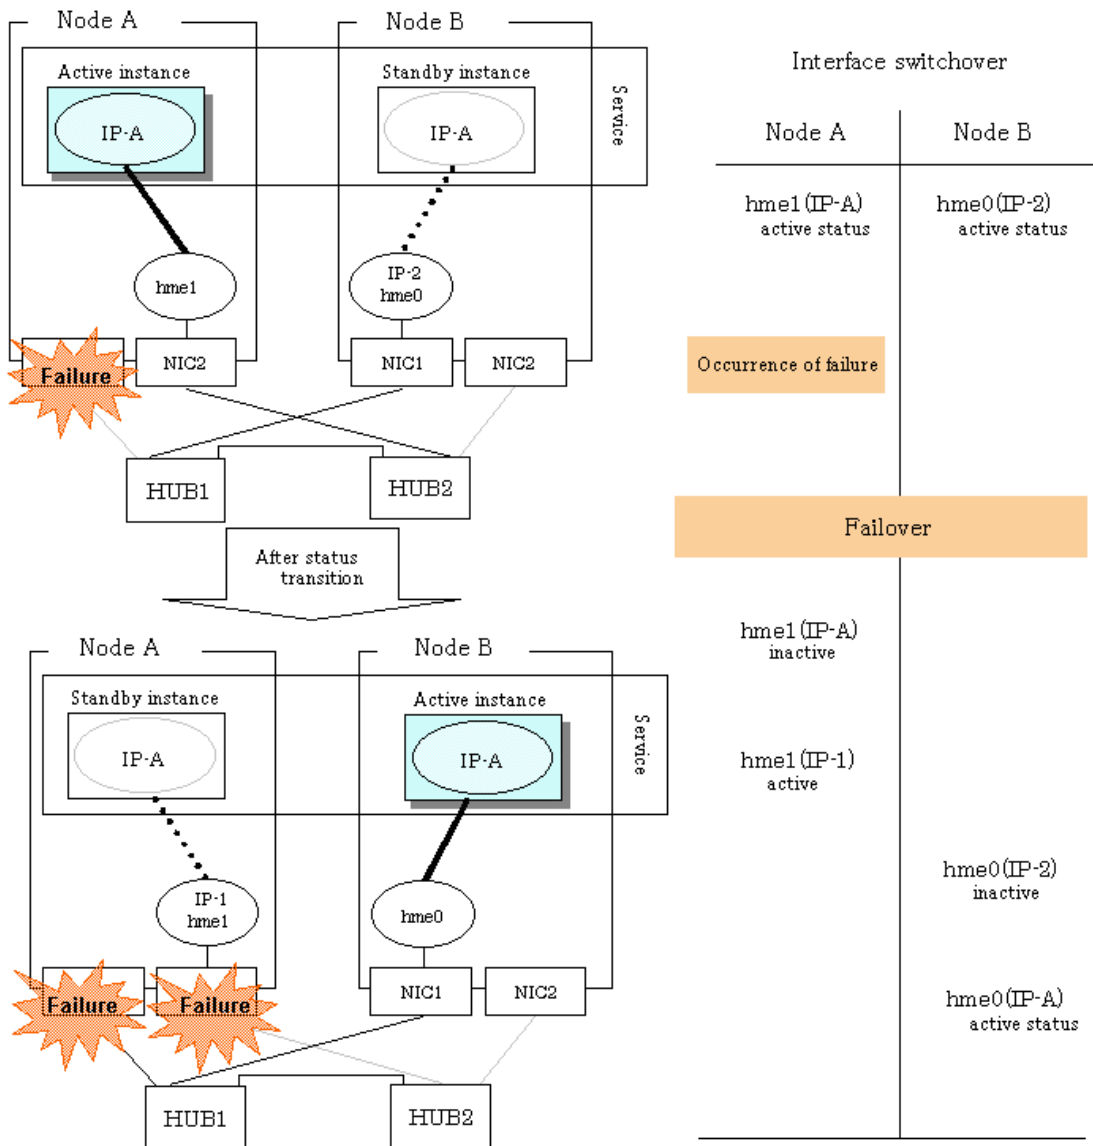 Node A
Node B
Active instance
IP-A
Standby instance
IP-A
Service
hme1
IP-2
hme0
Failure
NIC2
NIC1
NIC2
HUB1
HUB2
After status
transition
Node A
Node B
Standby instance
IP-A
Active instance
IP-A
Service
IP-1
hme1
hme0
Failure
Failure
NIC1
NIC2
HUB1
HUB2
Interface switchover
Node A
Node B
hme1(IP-A)
active status
hme0(IP-2)
active status
Occurrence of failure
Failover
hme1(IP-A)
inactive
hme1(IP-1)
active
hme0(IP-2)
inactive
hme0(IP-A)
active status